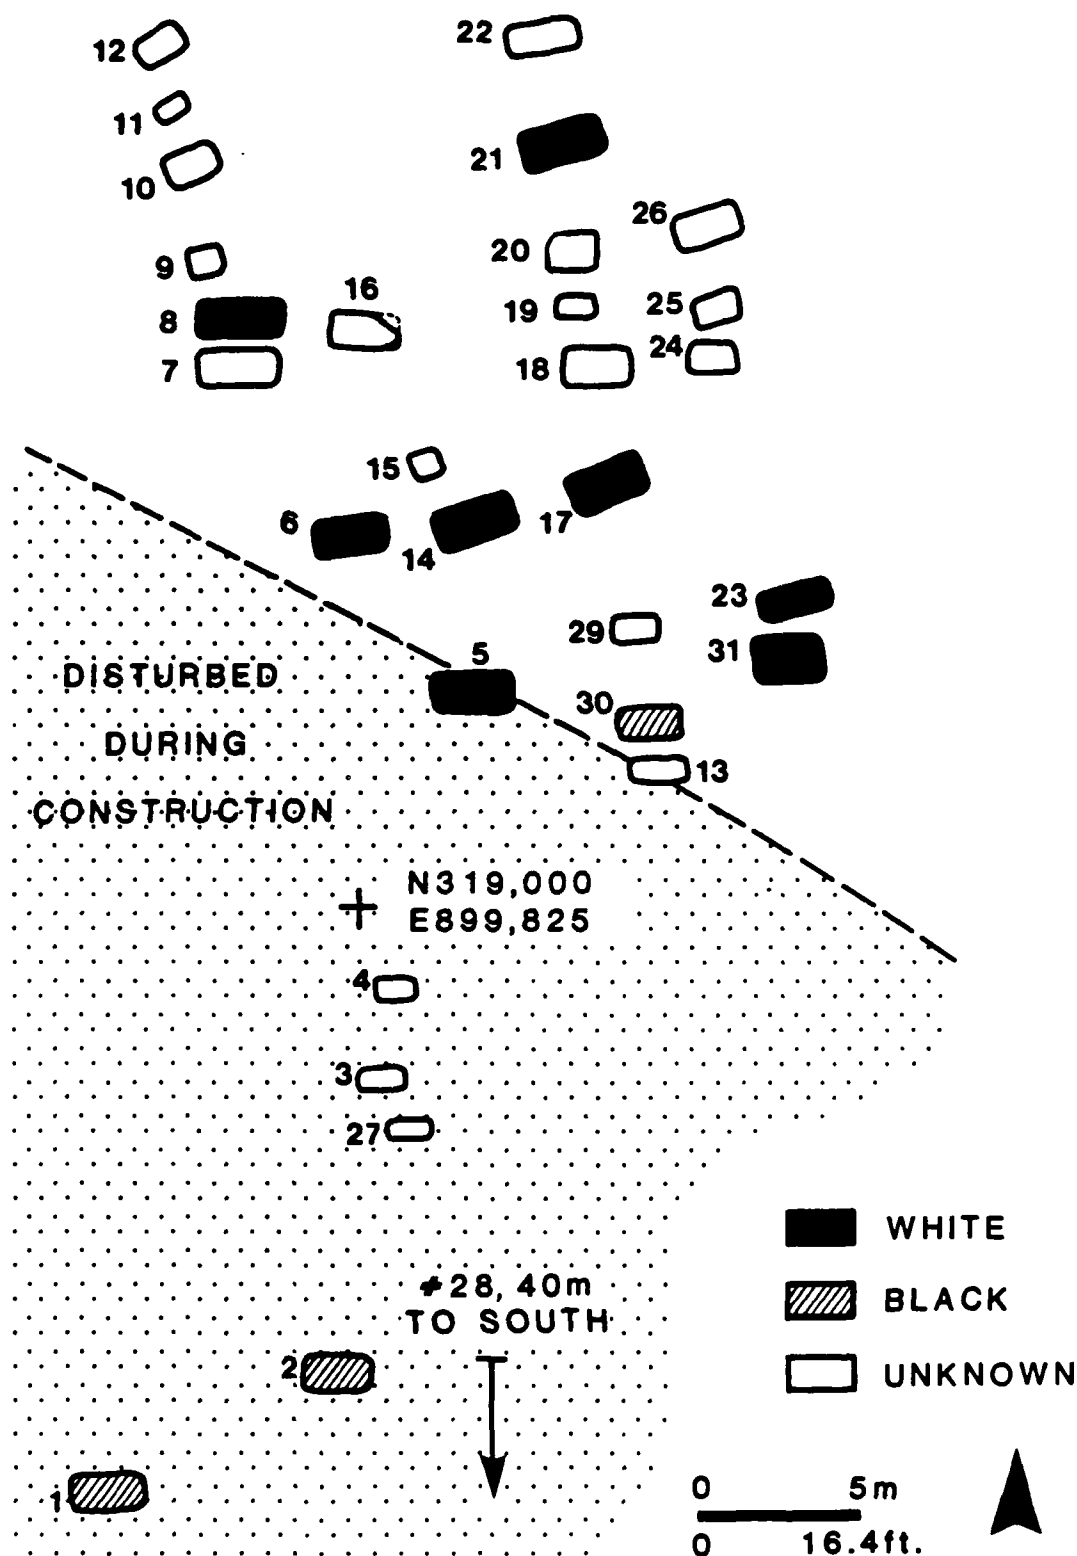 12
22
11
21
10
26
20
9
16
25
19
8
24
18
7
15
6
17
14
23
29
5
31
DISTURBED
30
DURING
13
CONSTRUCTION
N319,000
E899,825
4
3
27
WHITE
#28, 40m
BLACK
TO SOUTH
2
UNKNOWN
1
0 5m
0 16.4ft.